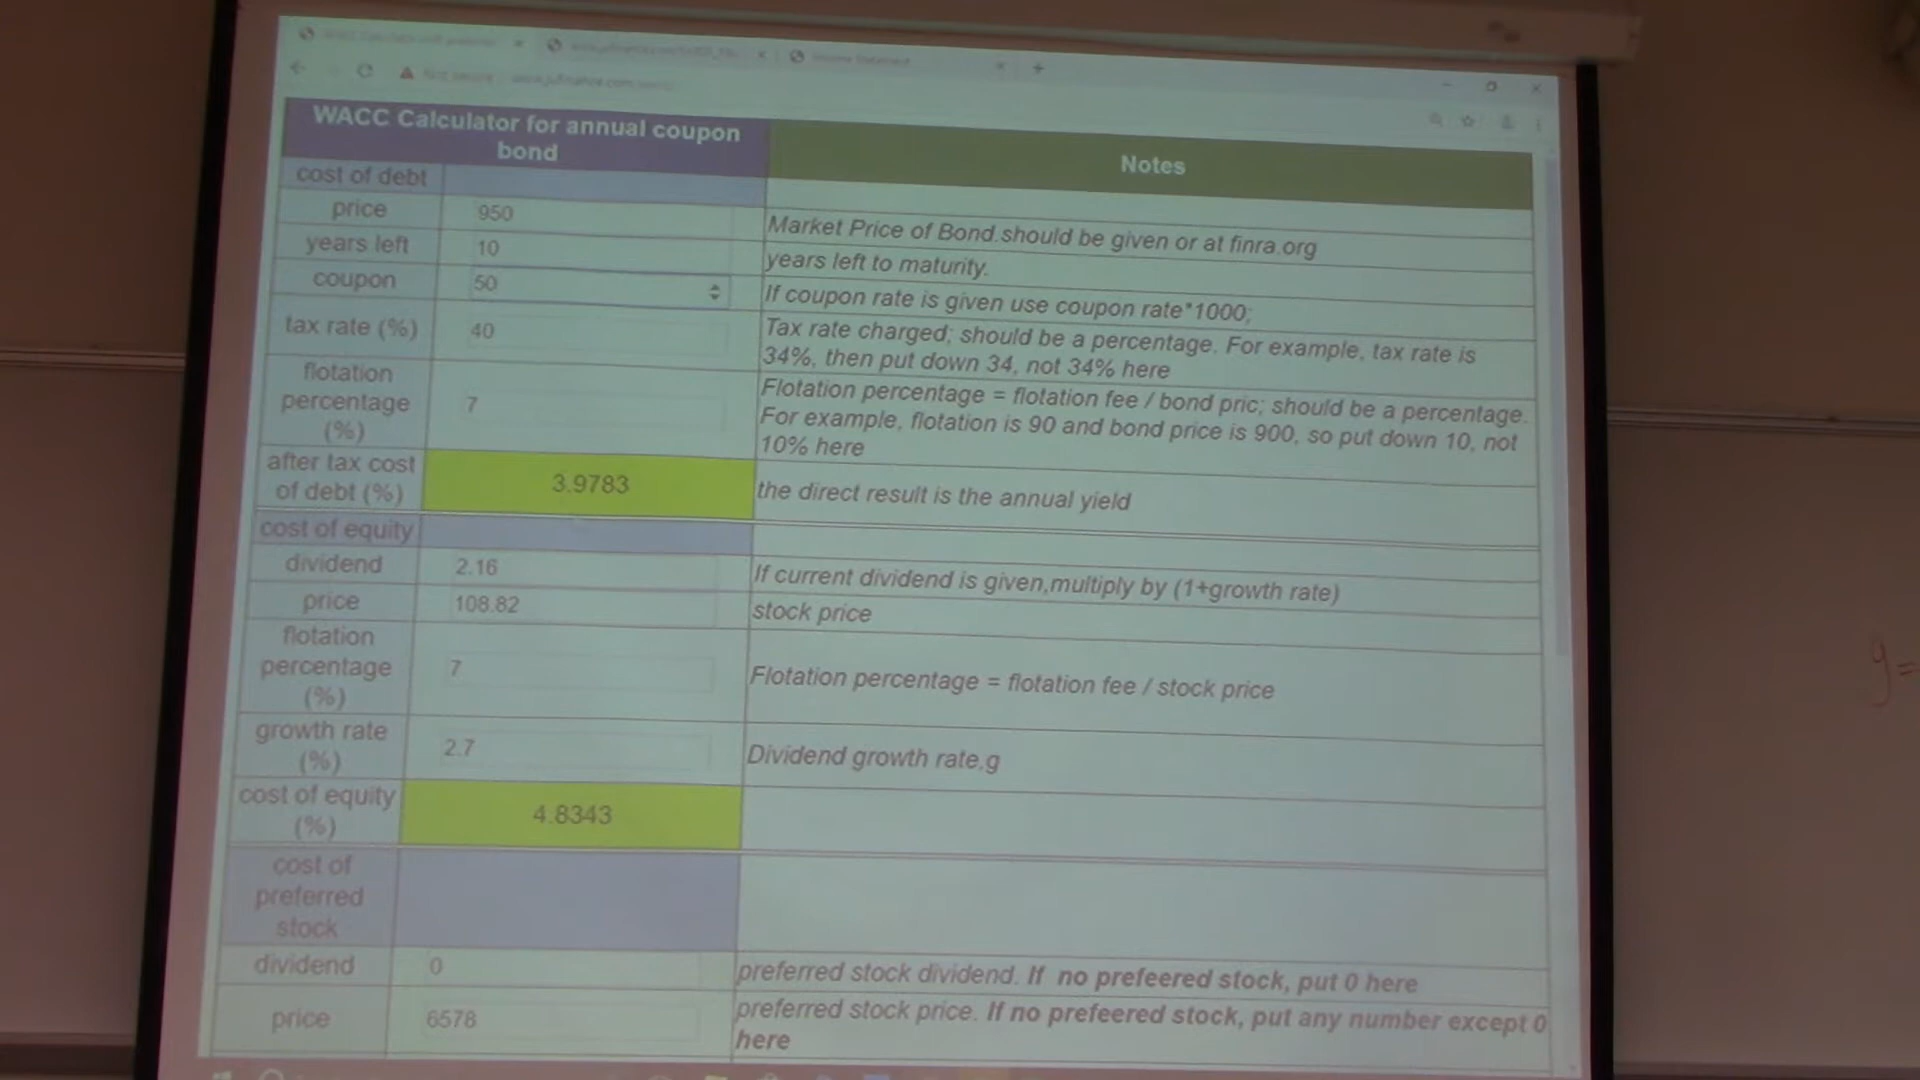 WACC Calculator for annual coupon
bond
Notes
cost of debt
price
950
Market Price of Bond.should be given or at finra.org
years left
10
years left to maturity.
coupon
50
If coupon rate is given use coupon rate*1000;
tax rate (%)
40
Tax rate charged; should be a percentage. For example, tax rate is
34%, then put down 34, not 34% here
flotation
percentage
(%)
7
Flotation percentage = flotation fee / bond pric; should be a percentage.
For example, flotation is 90 and bond price is 900, so put down 10, not
10% here
after tax cost
of debt (%)
3.9783
the direct result is the annual yield
cost of equity
dividend
2.16
If current dividend is given,multiply by (1+growth rate)
price
108.82
stock price
flotation
percentage
(%)
7
Flotation percentage = flotation fee / stock price
growth rate
(%)
2.7
Dividend growth rate,g
cost of equity
(%)
4.8343
cost of
preferred
stock
dividend
0
preferred stock dividend. If no prefeered stock, put 0 here
price
6578
preferred stock price. If no prefeered stock, put any number except 0
here
g=